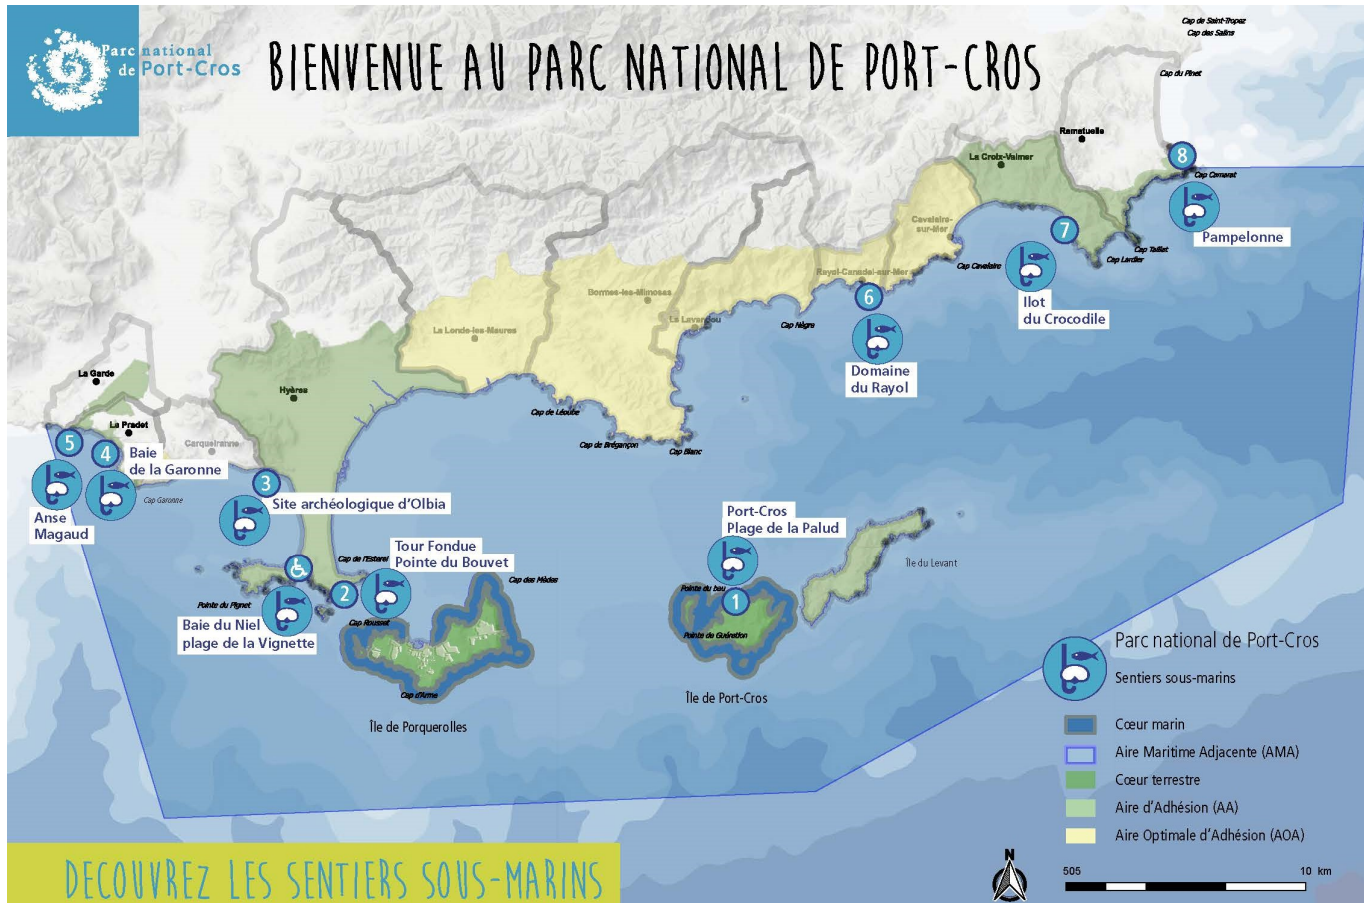 Parc national
de Port-Cros
BIENVENUE AU PARC NATIONAL DE PORT-CROS
Cap de Saint-Tropez
Cap des Salins
Cap du Pinet
Ramatuelle
La Croix-Valmer
8
Cap Camarat
Pampelonne
Cavalaire-
sur-Mer
7
Cap Taillat
Cap Lardier
Cap Cavalaire
Ilot
du Crocodile
Rayol-Canadel-sur-Mer
6
Domaine
du Rayol
Bormes-les-Mimosas
Le Lavandou
Cap Nègre
La Londe-les-Maures
La Garde
Hyères
Cap de Léoube
Le Pradet
Carqueiranne
Cap de Brégançon
Cap Blanc
5
4
Baie
de la Garonne
3
Cap Garonne
Site archéologique d'Olbia
Anse
Magaud
Port-Cros
Plage de la Palud
Tour Fondue
Pointe du Bouvet
Cap de l'Esterel
Cap des Mèdes
Île du Levant
2
Pointe du Pignet
Pointe du bau
1
Baie du Niel
plage de la Vignette
Cap Rousset
Pointe de Guération
Cap d'Arme
Île de Port-Cros
Île de Porquerolles
Parc national de Port-Cros
Sentiers sous-marins
Cœur marin
Aire Maritime Adjacente (AMA)
Cœur terrestre
Aire d'Adhésion (AA)
Aire Optimale d'Adhésion (AOA)
N
505
10 km
DECOUVREZ LES SENTIERS SOUS-MARINS